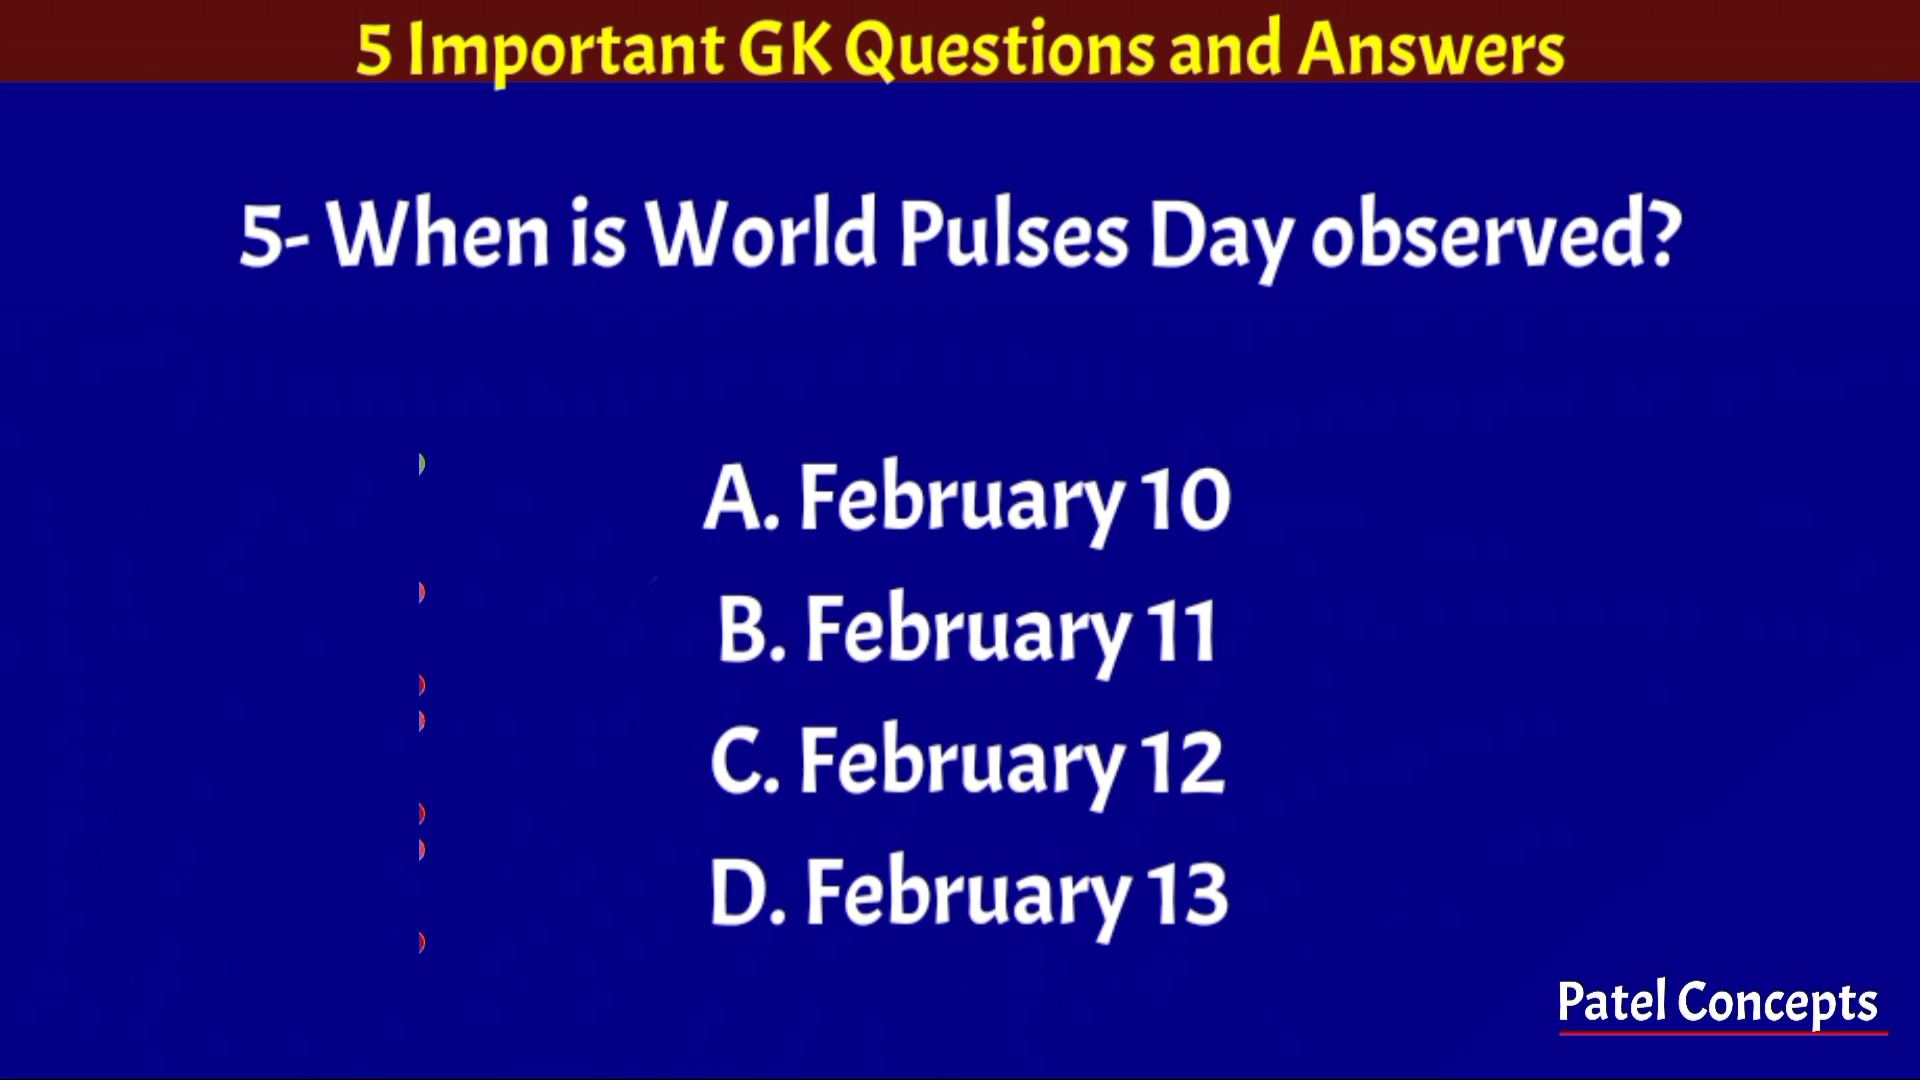 5 Important GK Questions and Answers
5- When is World Pulses Day observed?
A. February 10
B. February 11
C. February 12
D. February 13
Patel Concepts